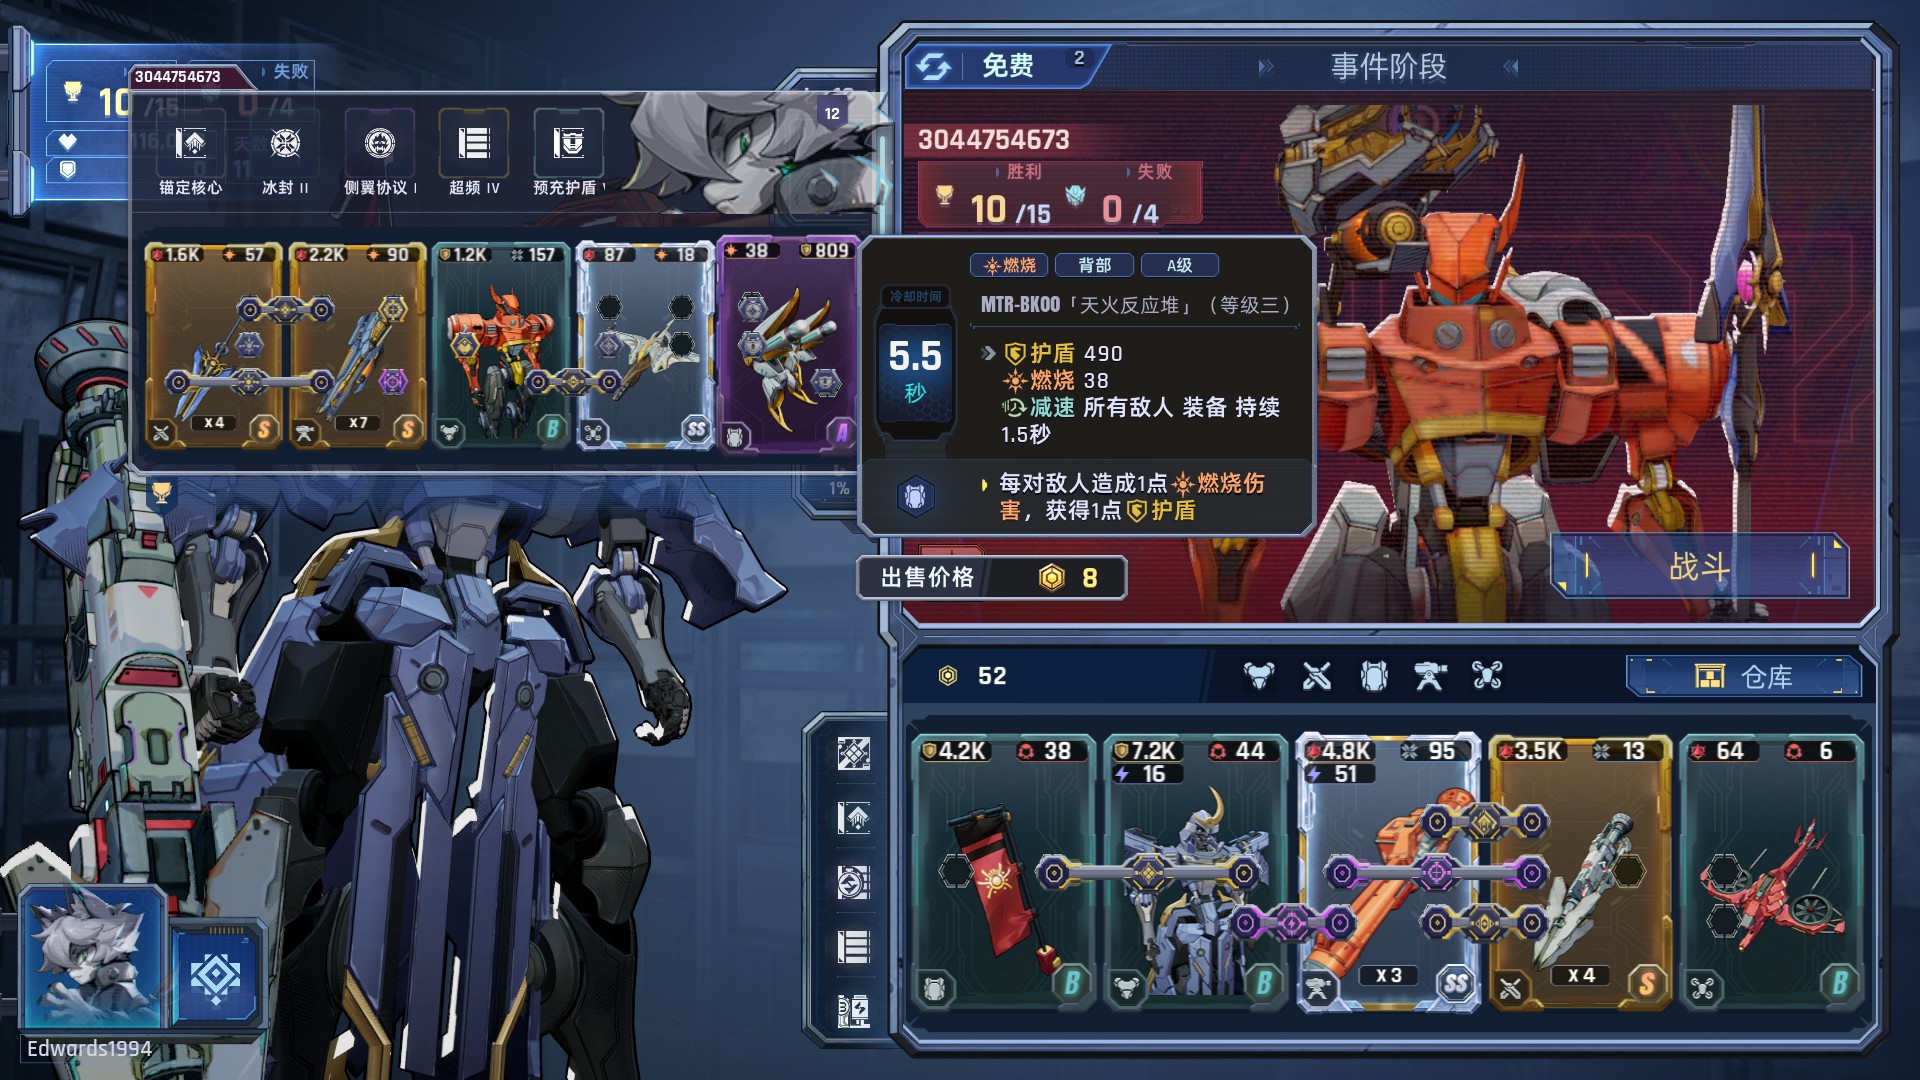 3044754673
失败
10 /15
0 /4
12
锚定核心
冰封 II
侧翼协议 I
超频 IV
预充护盾
1.6K 57
2.2K 90
1.2K 157
87 18
38 809
x4 S
x7 S
B
SS
A
1%
免费 2
事件阶段
3044754673
胜利
失败
10 /15
0 /4
燃烧
背部
A级
冷却时间
5.5
秒
MTR-BK00「天火反应堆」（等级三）
护盾 490
燃烧 38
减速 所有敌人 装备 持续
1.5秒
每对敌人造成1点燃烧伤
害，获得1点护盾
出售价格 8
战斗
52
仓库
4.2K 38
7.2K 44
16
4.8K 95
51
3.5K 13
64 6
B
B
x3 SS
x4 S
B
Edwards1994